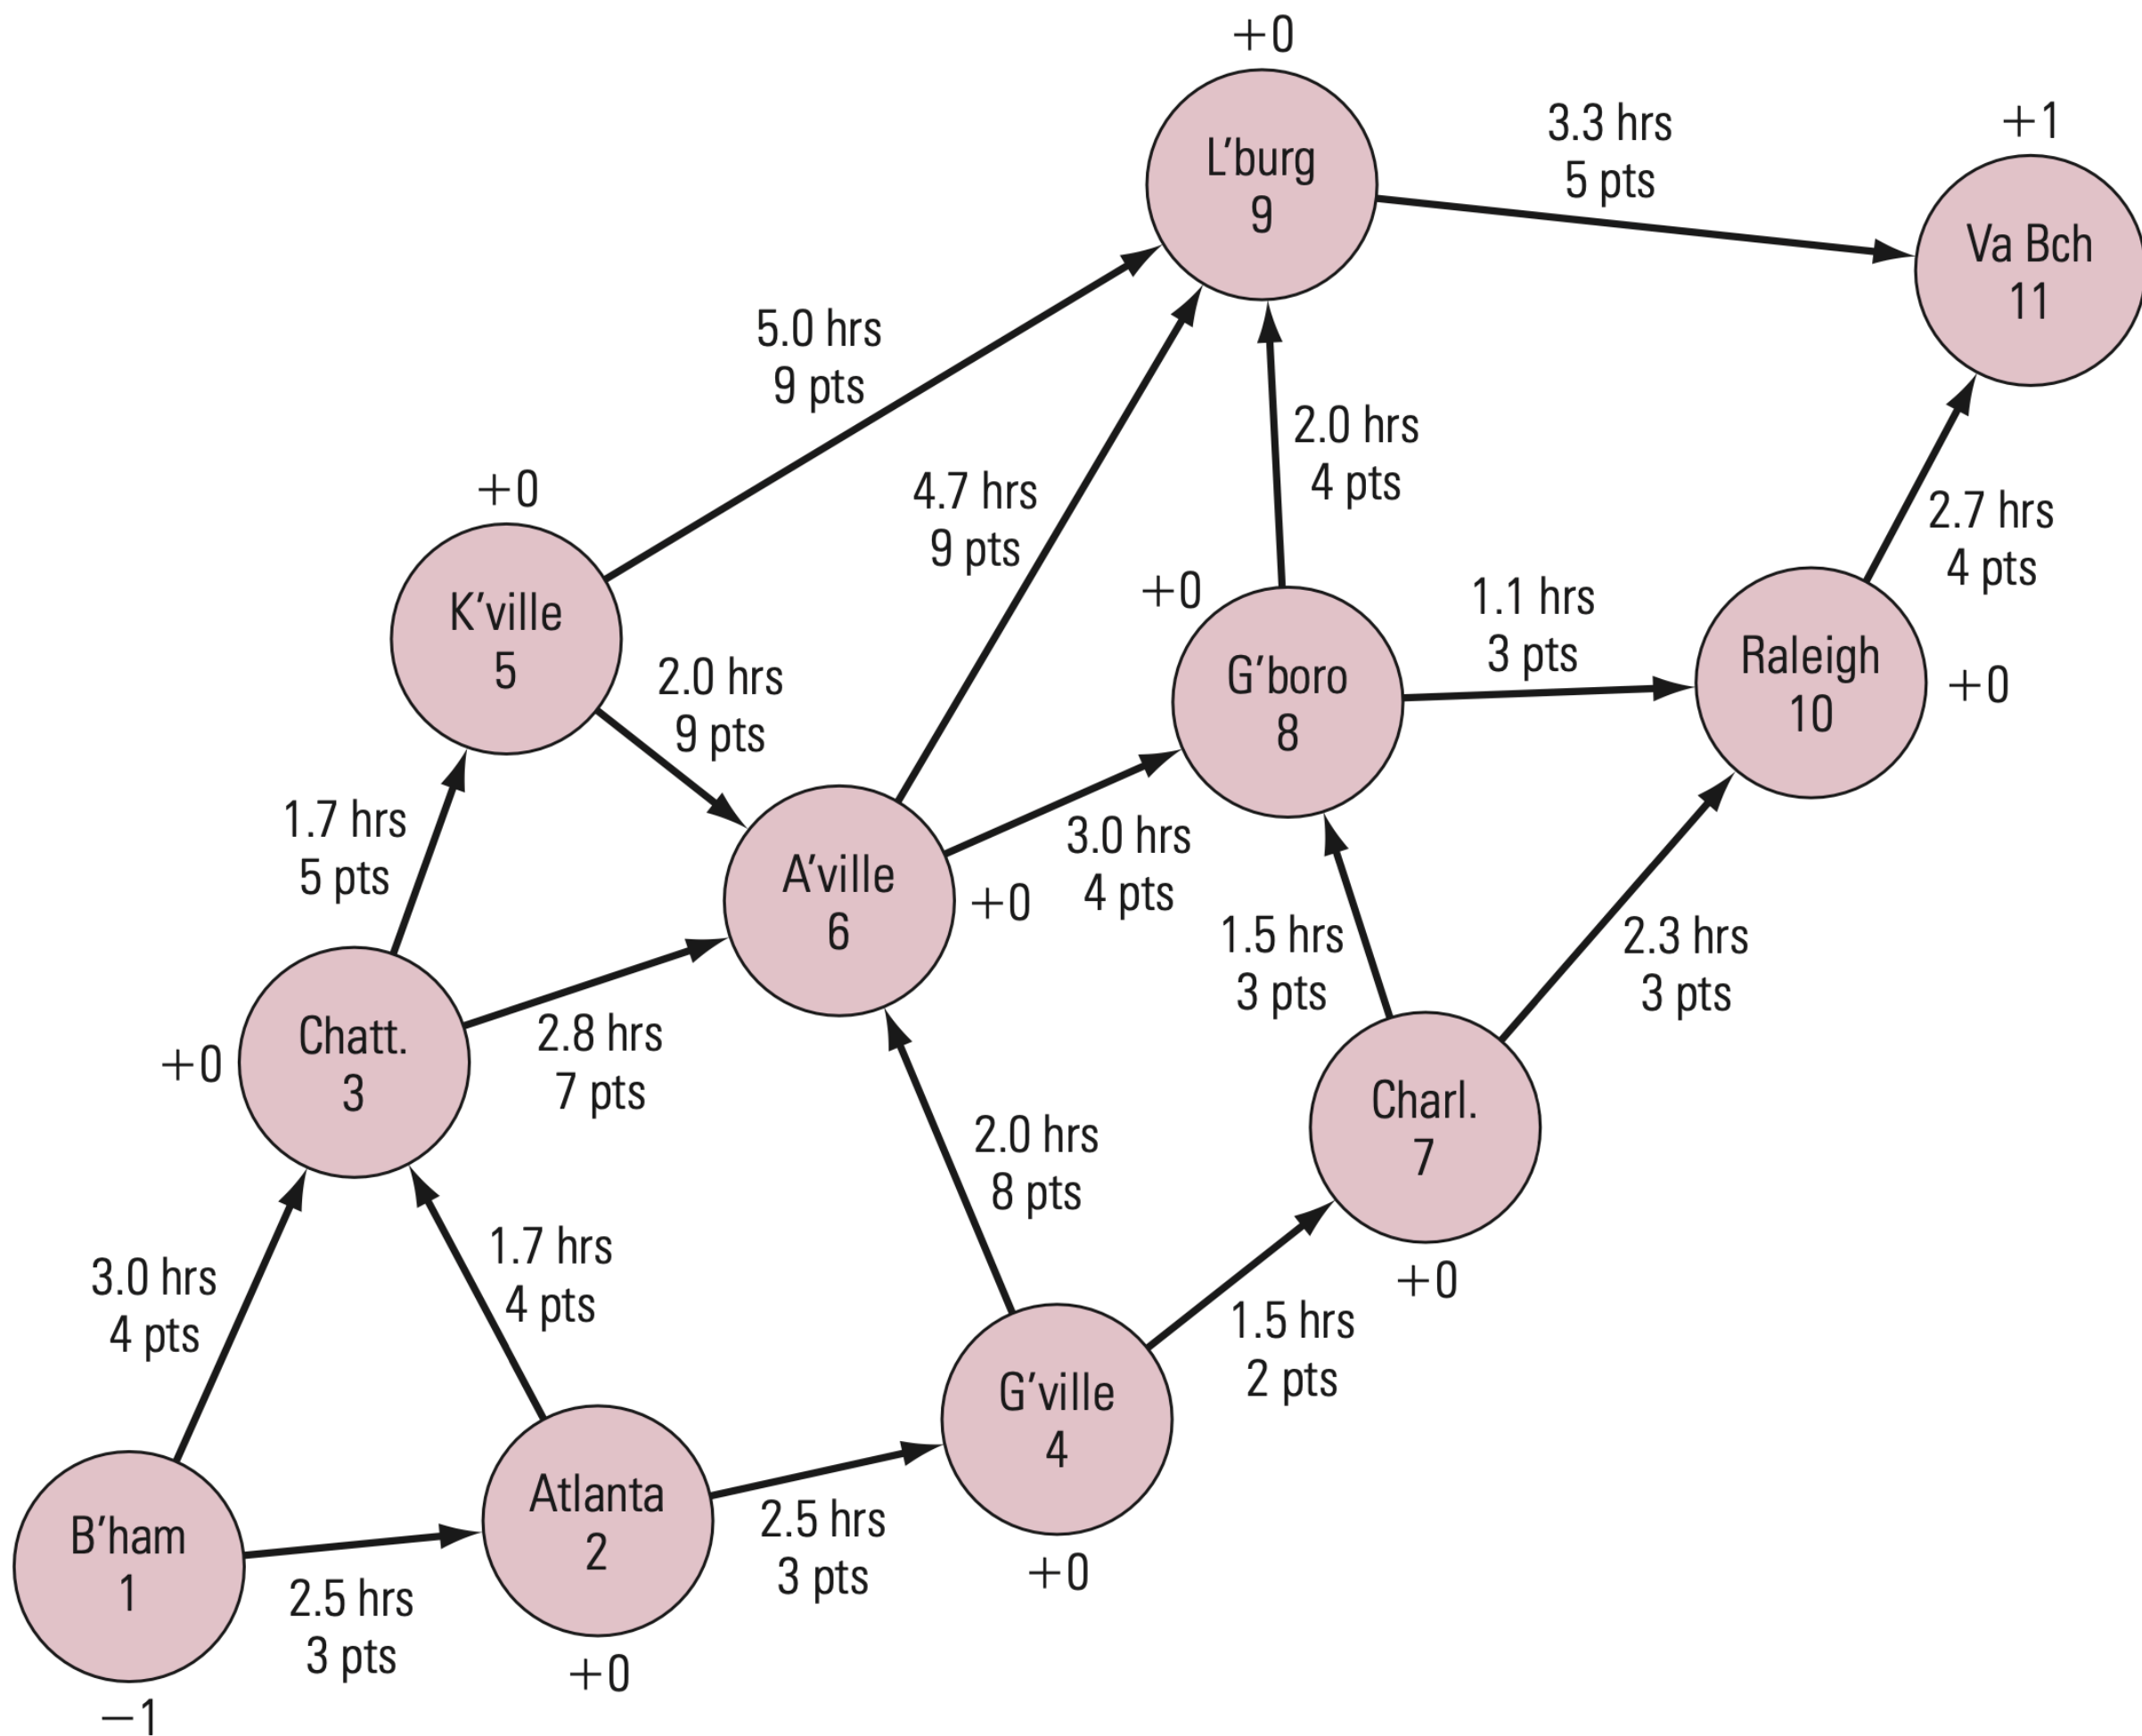 +0
L'burg
9
3.3 hrs
5 pts
+1
Va Bch
11
5.0 hrs
9 pts
4.7 hrs
9 pts
2.0 hrs
4 pts
2.7 hrs
4 pts
+0
K'ville
5
2.0 hrs
9 pts
+0
G'boro
8
1.1 hrs
3 pts
Raleigh
10
+0
1.7 hrs
5 pts
A'ville
6
+0
3.0 hrs
4 pts
1.5 hrs
3 pts
2.3 hrs
3 pts
+0
Chatt.
3
2.8 hrs
7 pts
2.0 hrs
8 pts
Charl.
7
+0
3.0 hrs
4 pts
1.7 hrs
4 pts
1.5 hrs
2 pts
G'ville
4
+0
B'ham
1
−1
2.5 hrs
3 pts
Atlanta
2
+0
2.5 hrs
3 pts